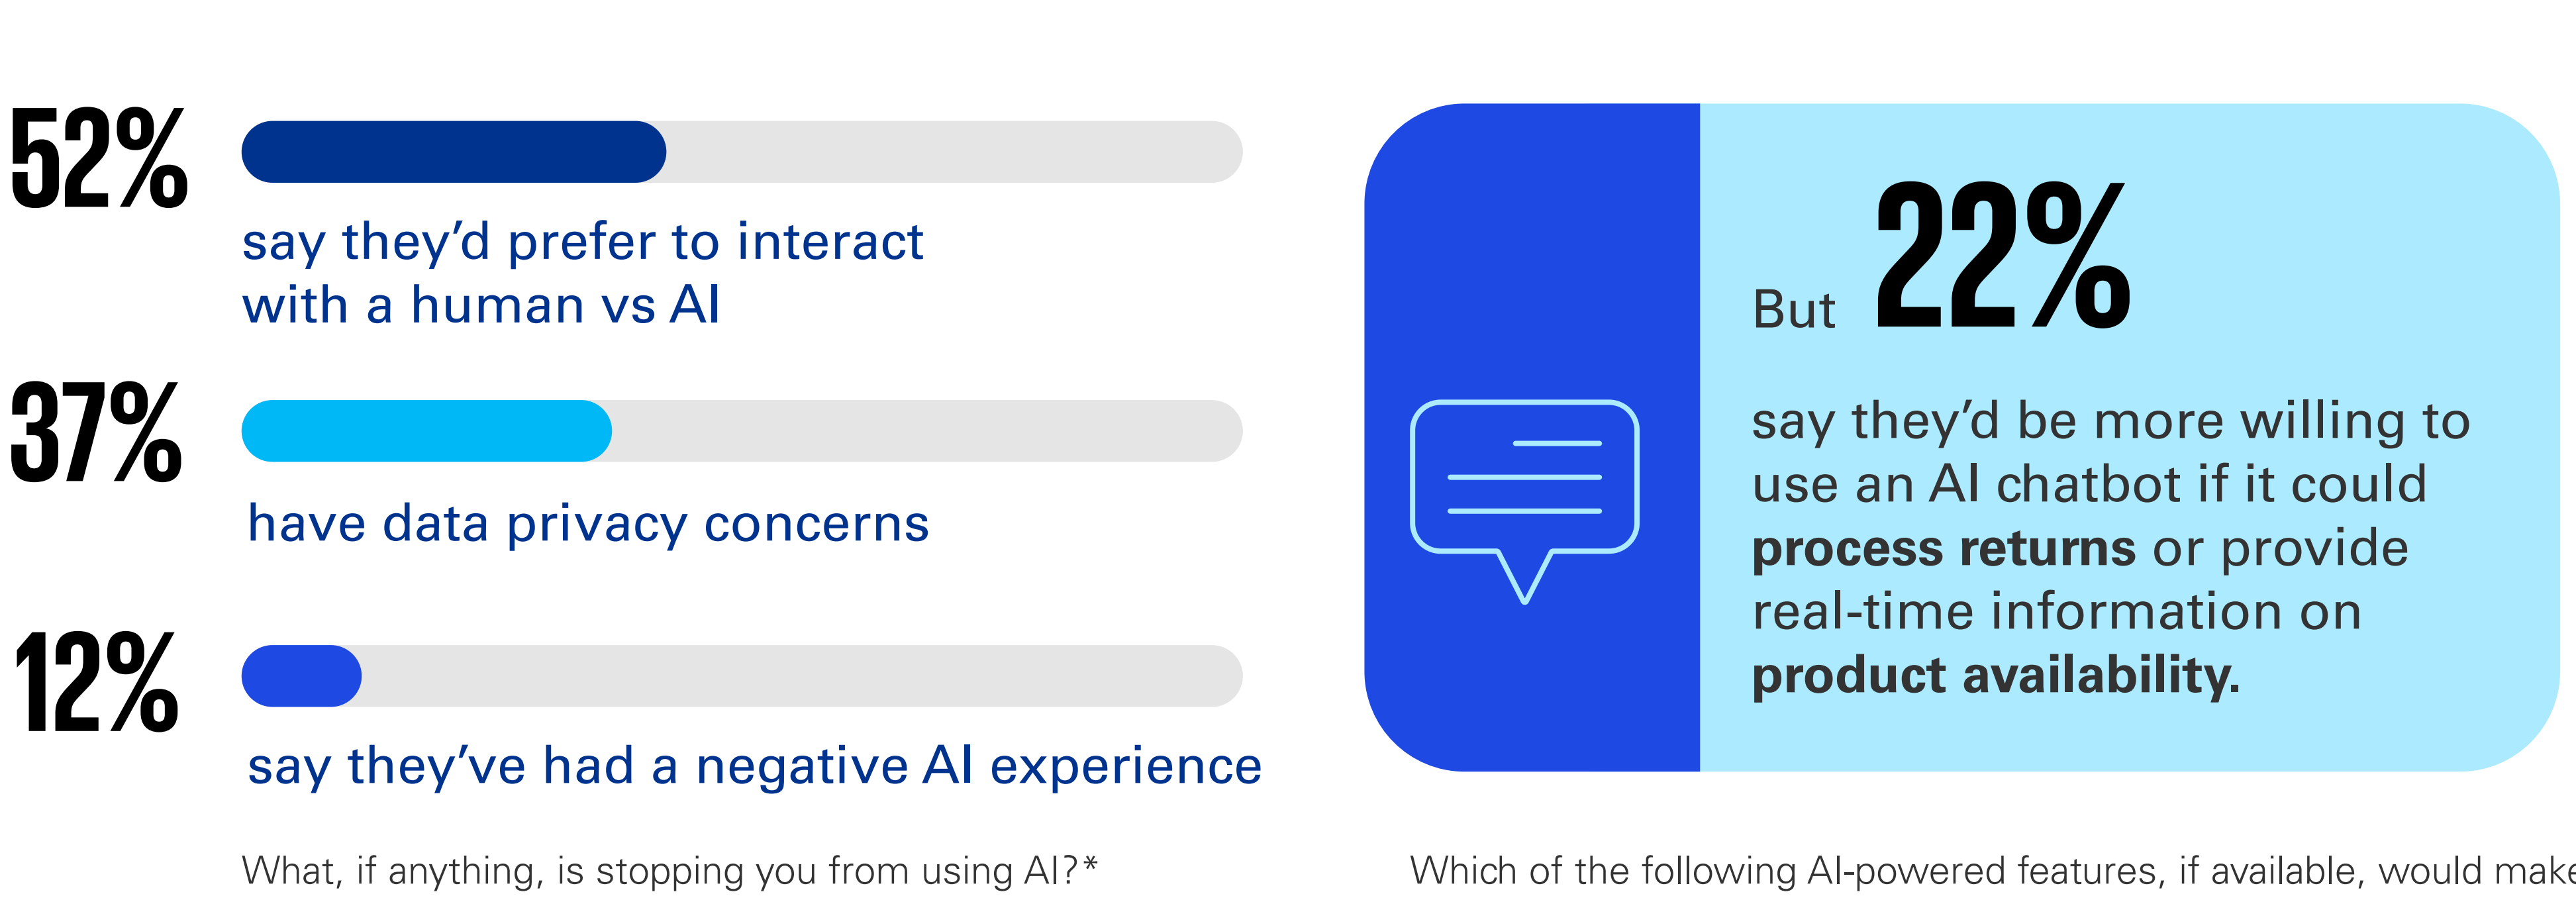 52%
say they’d prefer to interact
with a human vs AI
37%
have data privacy concerns
12%
say they’ve had a negative AI experience
What, if anything, is stopping you from using AI?*
But 22%
say they’d be more willing to
use an AI chatbot if it could
process returns or provide
real-time information on
product availability.
Which of the following AI-powered features, if available, would make